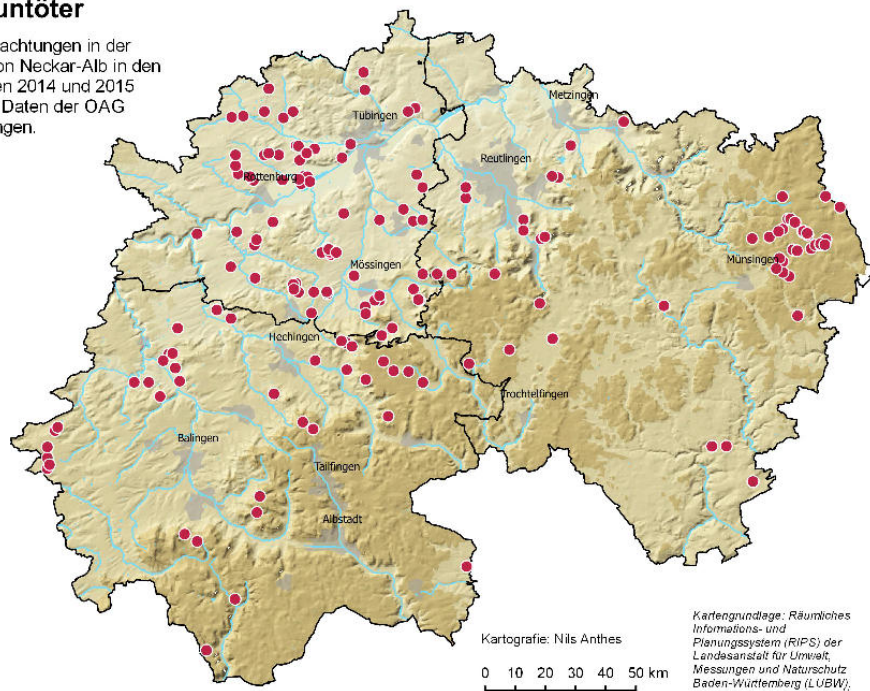 untöter
achtungen in der
on Neckar-Alb in den
en 2014 und 2015
Daten der OAG
ngen.
Metzingen
Tübingen
Reutlingen
Rottenburg
Mössingen
Münsingen
Hechingen
Trochtelfingen
Balingen
Tailfingen
Albstadt
Kartografie: Nils Anthes
0 10 20 30 40 50 km
Kartengrundlage: Räumliches
Informations- und
Planungssystem (RIPS) der
Landesanstalt für Umwelt,
Messungen und Naturschutz
Baden-Württemberg (LUBW),